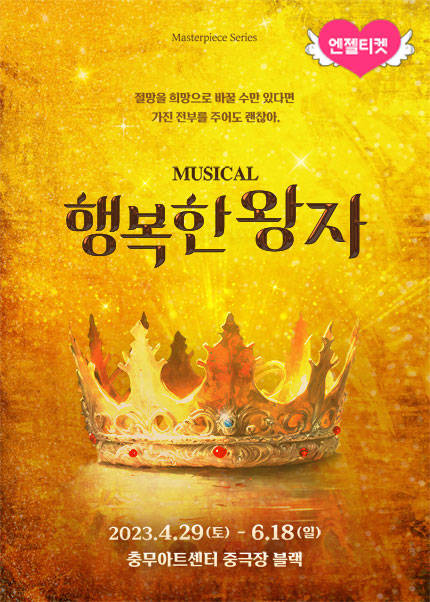 Masterpiece Series
엔젤티켓
절망을 희망으로 바꿀 수만 있다면
가진 전부를 주어도 괜찮아.
MUSICAL
행복한 왕자
2023.4.29(토) - 6.18(일)
충무아트센터 중극장 블랙